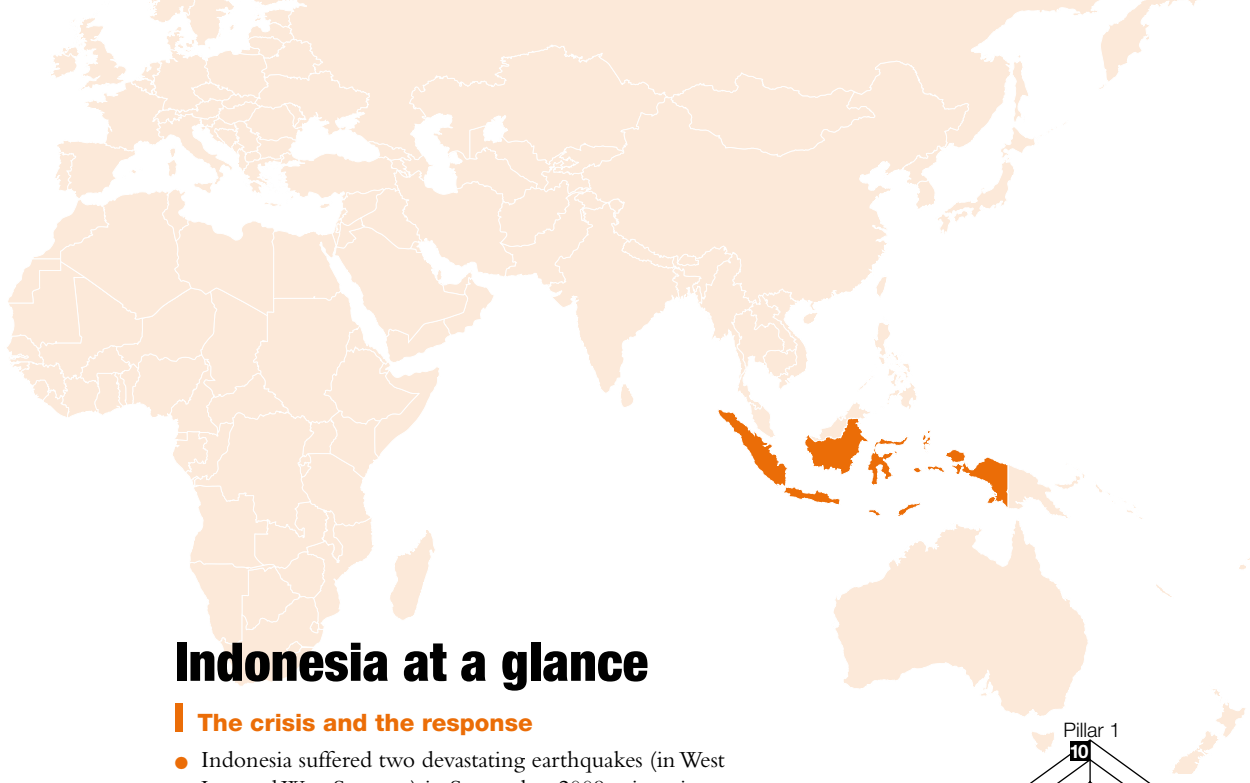 Indonesia at a glance
The crisis and the response
Indonesia suffered two devastating earthquakes (in West
Pillar 1
10